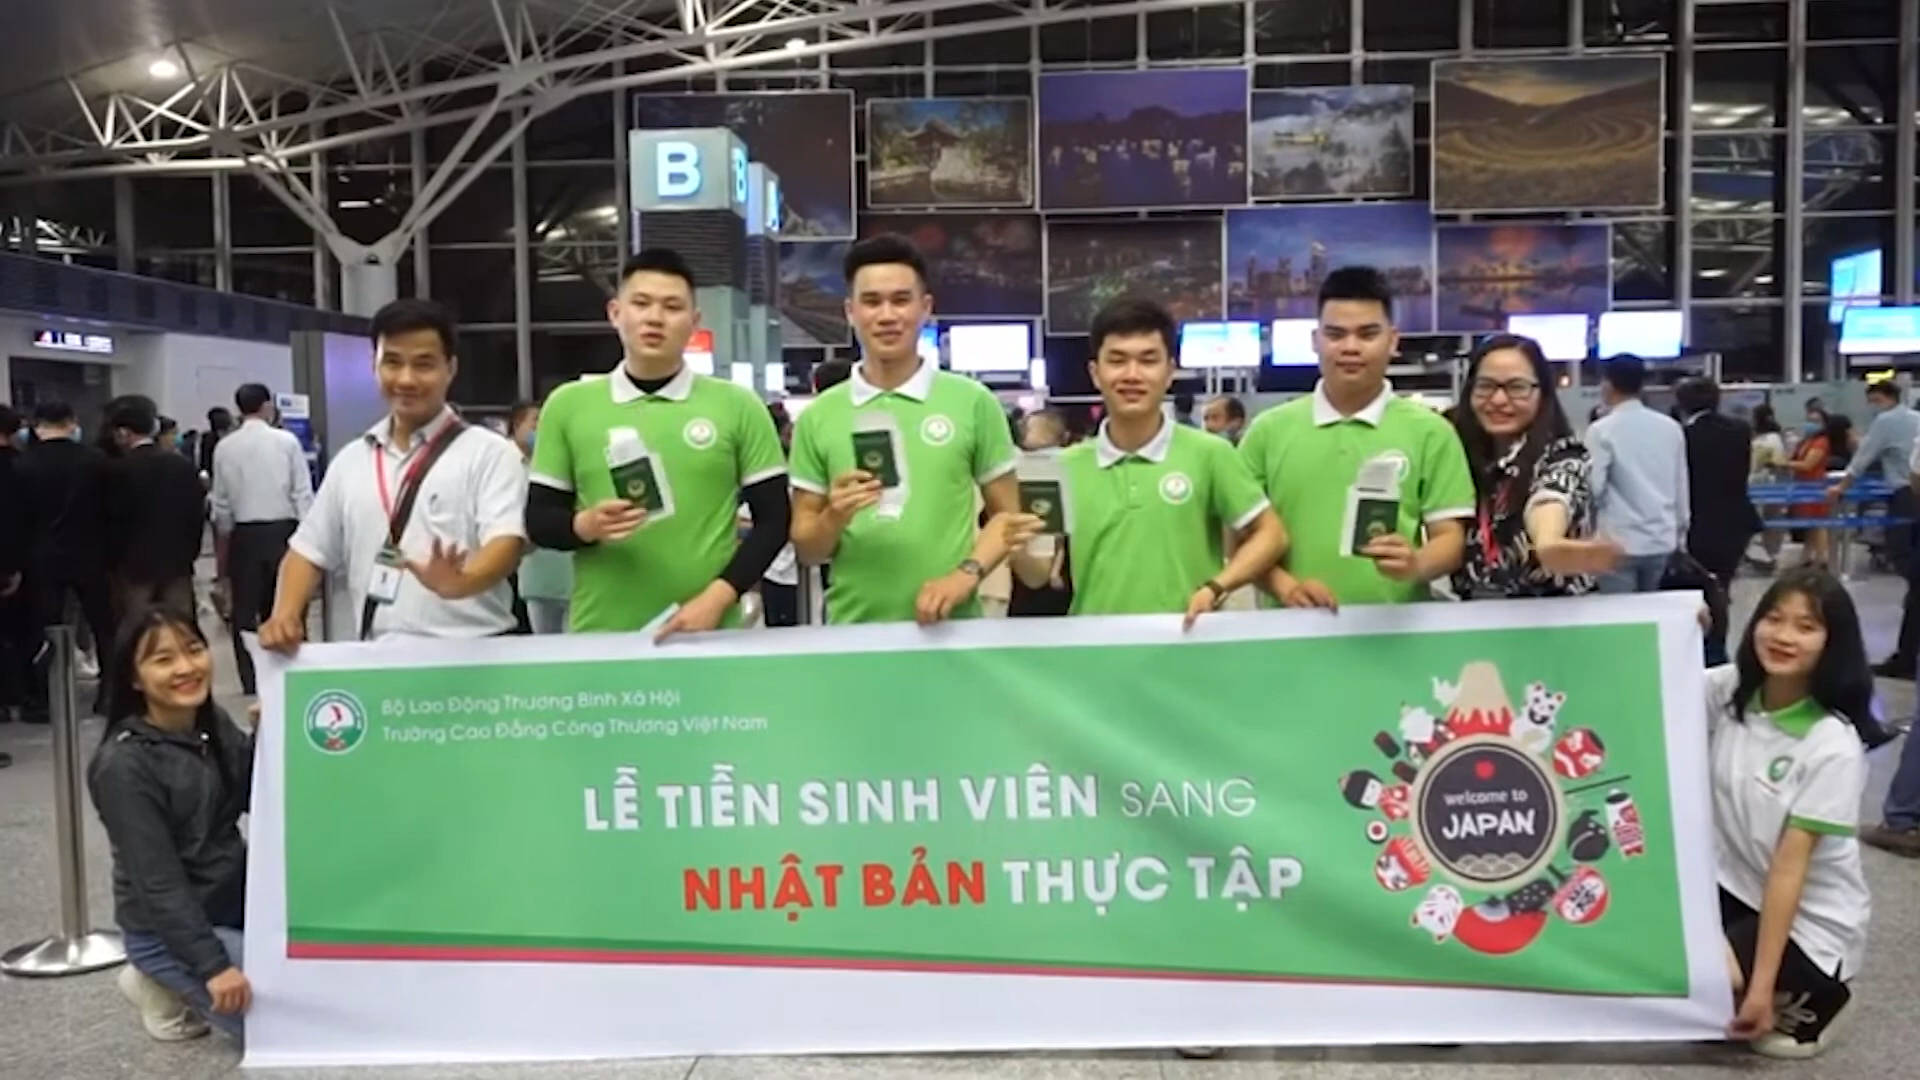 B
B
A
Bộ Lao Động Thương Binh Xã Hội
Trường Cao Đẳng Công Thương Việt Nam
LỄ TIỄN SINH VIÊN SANG
NHẬT BẢN THỰC TẬP
welcome to
JAPAN